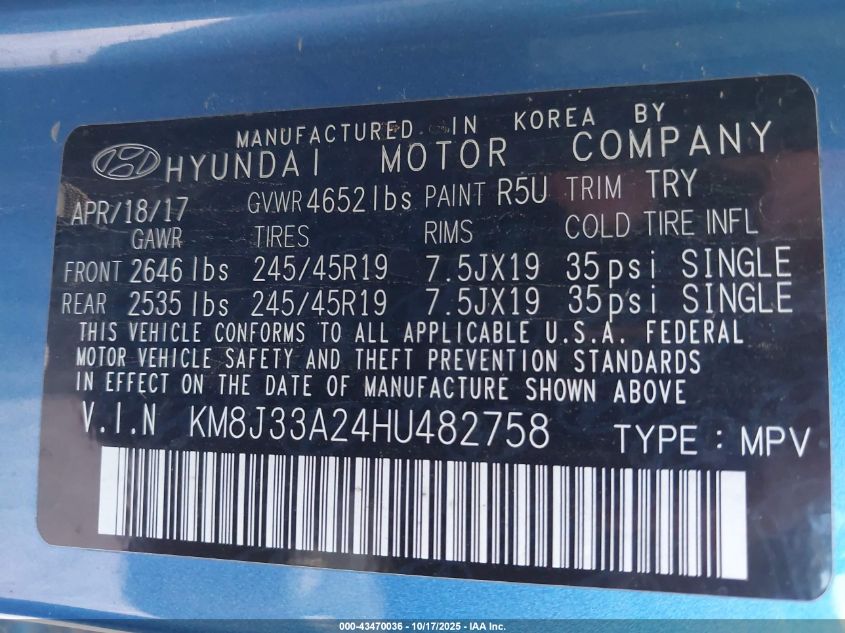 MANUFACTURED IN KOREA BY
HYUNDAI MOTOR COMPANY
APR/18/17 GVWR 4652 lbs PAINT R5U TRIM TRY
GAWR TIRES RIMS COLD TIRE INFL
FRONT 2646 lbs 245/45R19 7.5JX19 35psi SINGLE
REAR 2535 lbs 245/45R19 7.5JX19 35psi SINGLE
THIS VEHICLE CONFORMS TO ALL APPLICABLE U.S.A. FEDERAL
MOTOR VEHICLE SAFETY AND THEFT PREVENTION STANDARDS
IN EFFECT ON THE DATE OF MANUFACTURE SHOWN ABOVE
V.I.N KM8J33A24HU482758 TYPE : MPV
000-43470036 - 10/17/2025 - IAA Inc.